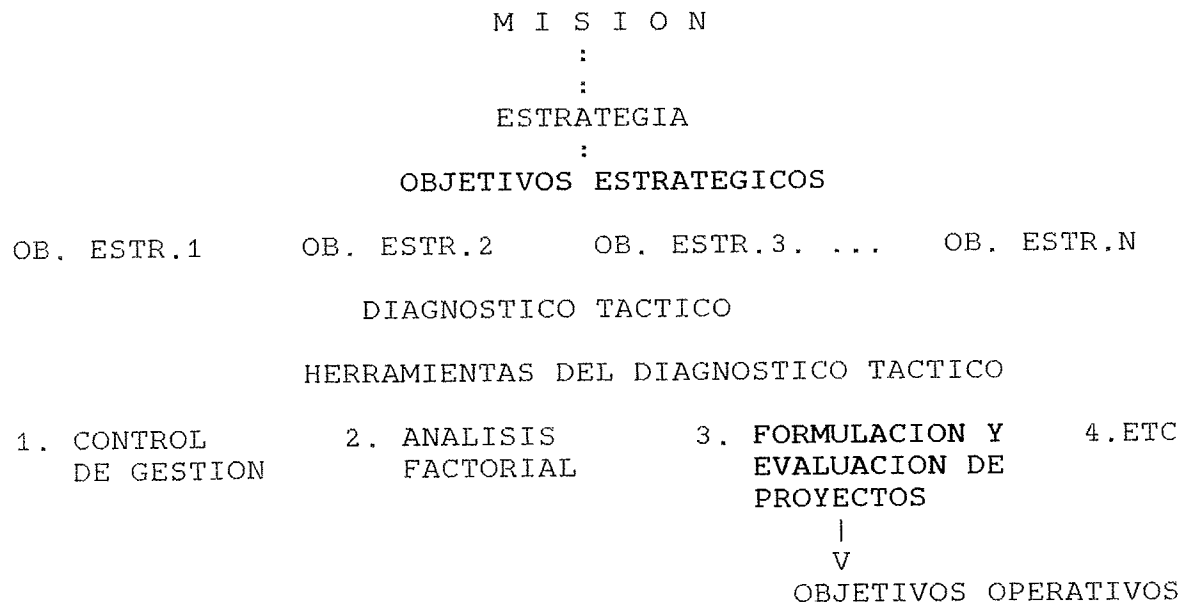 M I S I O N
:
:
ESTRATEGIA
:
OBJETIVOS ESTRATEGICOS
OB. ESTR.1 OB. ESTR.2 OB. ESTR.3. ... OB. ESTR.N
DIAGNOSTICO TACTICO
HERRAMIENTAS DEL DIAGNOSTICO TACTICO
1. CONTROL 2. ANALISIS 3. FORMULACION Y 4.ETC
DE GESTION FACTORIAL EVALUACION DE
PROYECTOS
|
V
OBJETIVOS OPERATIVOS